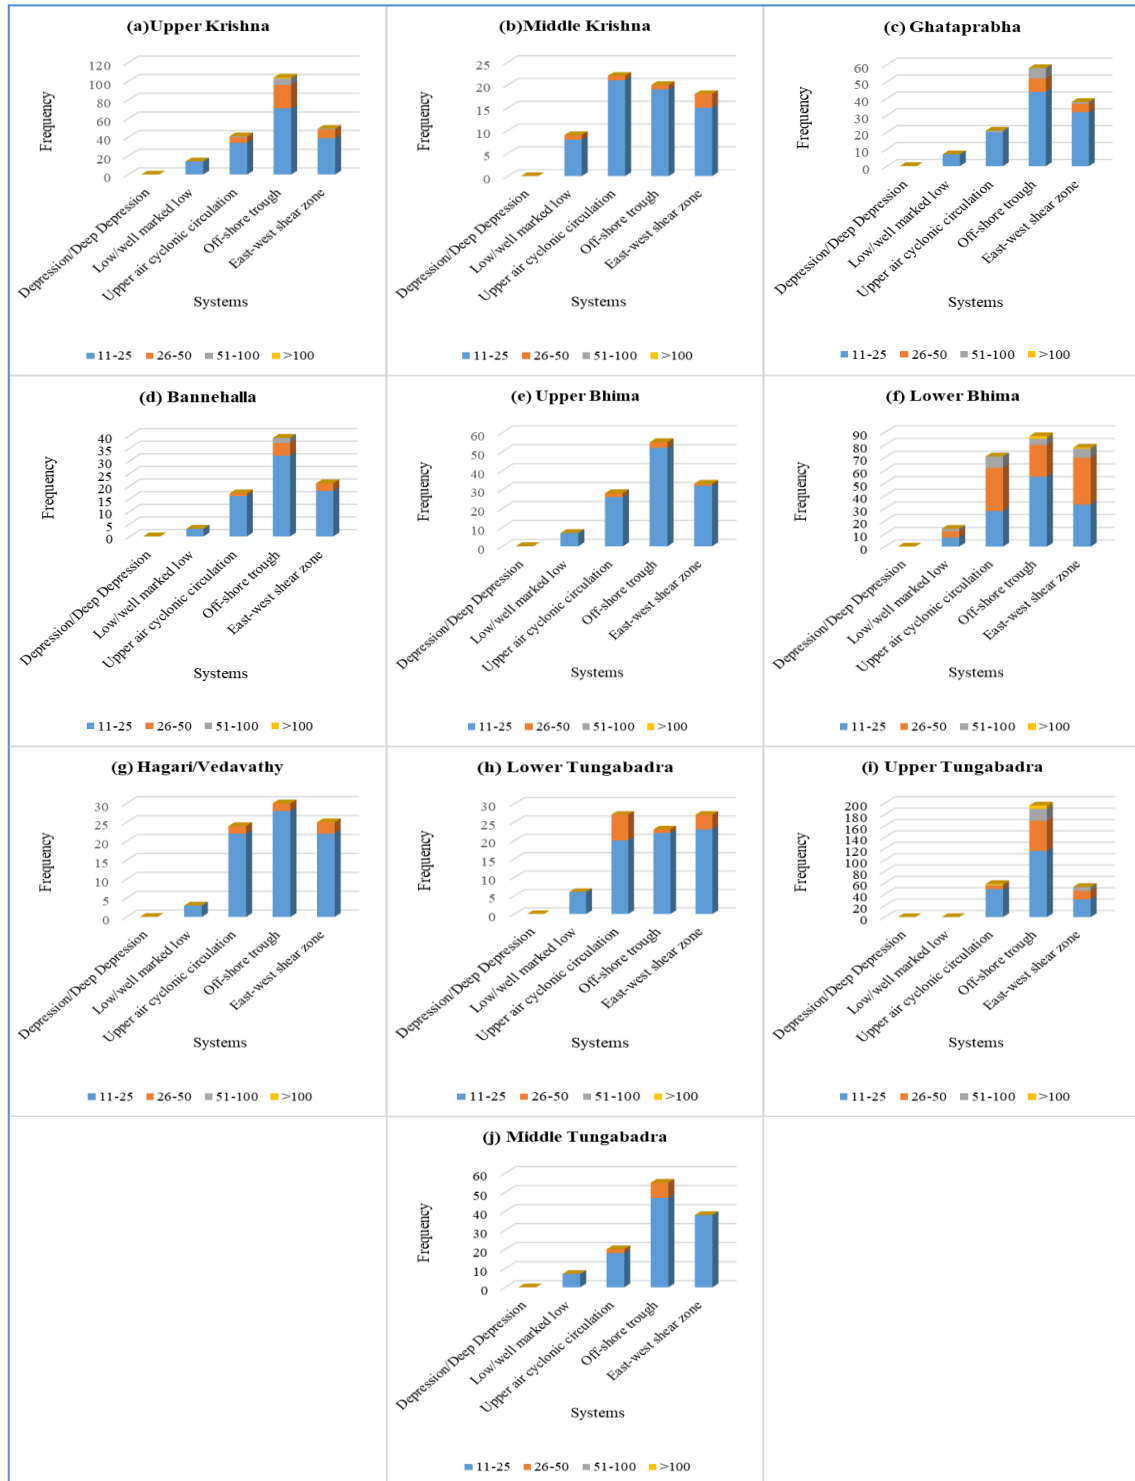 (a)Upper Krishna
Frequency
120
100
80
60
40
20
0
Depression/Deep Depression
Low/well marked low
Upper air cyclonic circulation
Off-shore trough
East-west shear zone
Systems
11-25 26-50 51-100 >100
(b)Middle Krishna
Frequency
25
20
15
10
5
0
Depression/Deep Depression
Low/well marked low
Upper air cyclonic circulation
Off-shore trough
East-west shear zone
Systems
11-25 26-50 51-100 >100
(c) Ghataprabha
Frequency
60
50
40
30
20
10
0
Depression/Deep Depression
Low/well marked low
Upper air cyclonic circulation
Off-shore trough
East-west shear zone
Systems
11-25 26-50 51-100 >100
(d) Bannehalla
Frequency
40
35
30
25
20
15
10
5
0
Depression/Deep Depression
Low/well marked low
Upper air cyclonic circulation
Off-shore trough
East-west shear zone
Systems
11-25 26-50 51-100 >100
(e) Upper Bhima
Frequency
60
50
40
30
20
10
0
Depression/Deep Depression
Low/well marked low
Upper air cyclonic circulation
Off-shore trough
East-west shear zone
Systems
11-25 26-50 51-100 >100
(f) Lower Bhima
Frequency
90
80
70
60
50
40
30
20
10
0
Depression/Deep Depression
Low/well marked low
Upper air cyclonic circulation
Off-shore trough
East-west shear zone
Systems
11-25 26-50 51-100 >100
(g) Hagari/Vedavathy
Frequency
30
25
20
15
10
5
0
Depression/Deep Depression
Low/well marked low
Upper air cyclonic circulation
Off-shore trough
East-west shear zone
Systems
11-25 26-50 51-100 >100
(h) Lower Tungabadra
Frequency
30
25
20
15
10
5
0
Depression/Deep Depression
Low/well marked low
Upper air cyclonic circulation
Off-shore trough
East-west shear zone
Systems
11-25 26-50 51-100 >100
(i) Upper Tungabadra
Frequency
200
180
160
140
120
100
80
60
40
20
0
Depression/Deep Depression
Low/well marked low
Upper air cyclonic circulation
Off-shore trough
East-west shear zone
Systems
11-25 26-50 51-100 >100
(j) Middle Tungabadra
Frequency
60
50
40
30
20
10
0
Depression/Deep Depression
Low/well marked low
Upper air cyclonic circulation
Off-shore trough
East-west shear zone
Systems
11-25 26-50 51-100 >100